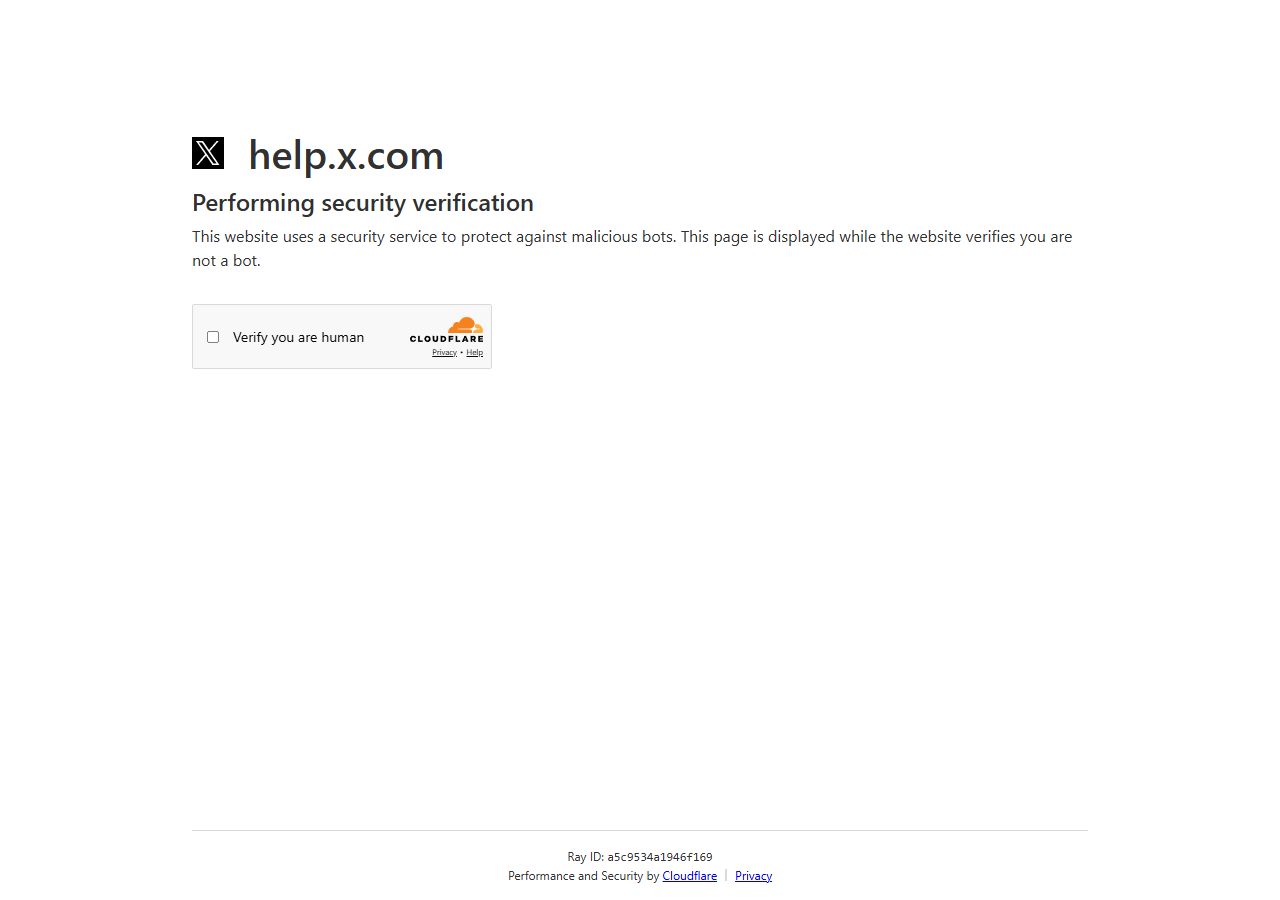 help.x.com
Performing security verification
This website uses a security service to protect against malicious bots. This page is displayed while the website verifies you are
not a bot.
Verify you are human
CLOUDFLARE
Privacy • Help
Ray ID: a5c9534a1946f169
Performance and Security by Cloudflare | Privacy